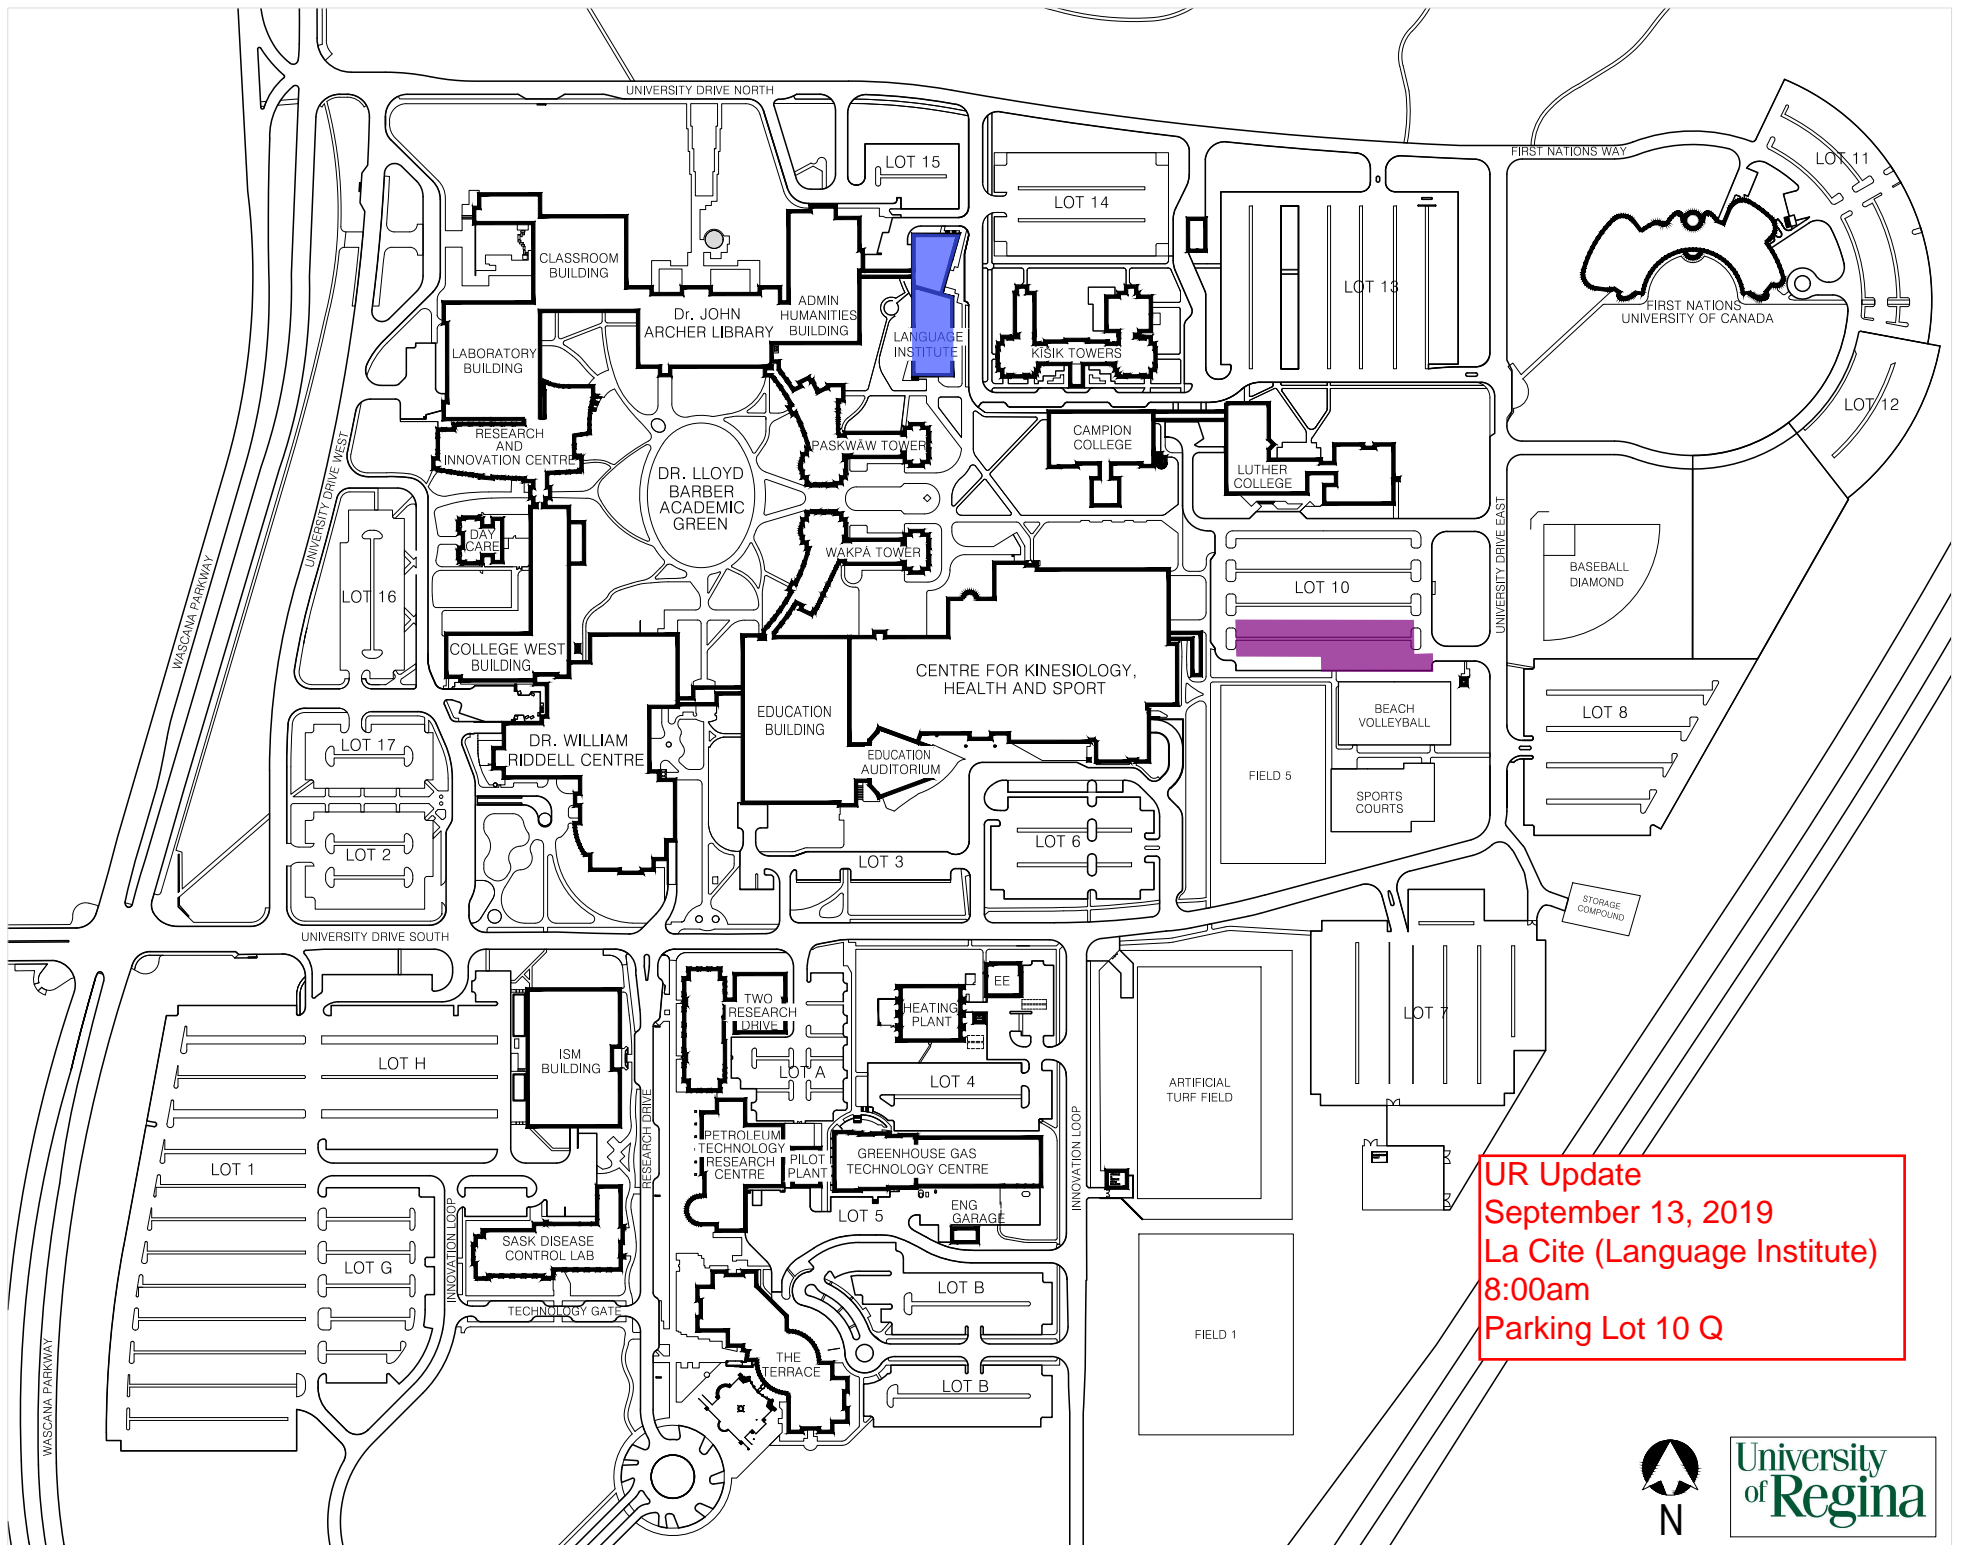 UNIVERSITY DRIVE NORTH
FIRST NATIONS WAY
LOT 15
LOT 11
LOT 14
CLASSROOM
BUILDING
LOT 13
ADMIN
HUMANITIES
BUILDING
Dr. JOHN
ARCHER LIBRARY
FIRST NATIONS
UNIVERSITY OF CANADA
LANGUAGE
INSTITUTE
KĪSIK TOWERS
LABORATORY
BUILDING
LOT 12
RESEARCH
AND
INNOVATION CENTRE
PASKWĀW TOWER
CAMPION
COLLEGE
LUTHER
COLLEGE
DR. LLOYD
BARBER
ACADEMIC
GREEN
UNIVERSITY DRIVE WEST
UNIVERSITY DRIVE EAST
DAY
CARE
WAKPĀ TOWER
BASEBALL
DIAMOND
LOT 10
LOT 16
WASCANA PARKWAY
COLLEGE WEST
BUILDING
CENTRE FOR KINESIOLOGY,
HEALTH AND SPORT
EDUCATION
BUILDING
BEACH
VOLLEYBALL
LOT 8
LOT 17
DR. WILLIAM
RIDDELL CENTRE
EDUCATION
AUDITORIUM
FIELD 5
SPORTS
COURTS
LOT 2
LOT 3
LOT 6
STORAGE
COMPOUND
UNIVERSITY DRIVE SOUTH
TWO
RESEARCH
DRIVE
EE
HEATING
PLANT
LOT 7
LOT H
ISM
BUILDING
LOT A
LOT 4
ARTIFICIAL
TURF FIELD
RESEARCH DRIVE
INNOVATION LOOP
PETROLEUM
TECHNOLOGY
RESEARCH
CENTRE
PILOT
PLANT
GREENHOUSE GAS
TECHNOLOGY CENTRE
LOT 1
LOT 5
ENG
GARAGE
INNOVATION LOOP
SASK DISEASE
CONTROL LAB
LOT G
LOT B
TECHNOLOGY GATE
FIELD 1
THE
TERRACE
LOT B
WASCANA PARKWAY
UR Update
September 13, 2019
La Cite (Language Institute)
8:00am
Parking Lot 10 Q
N
University
of Regina